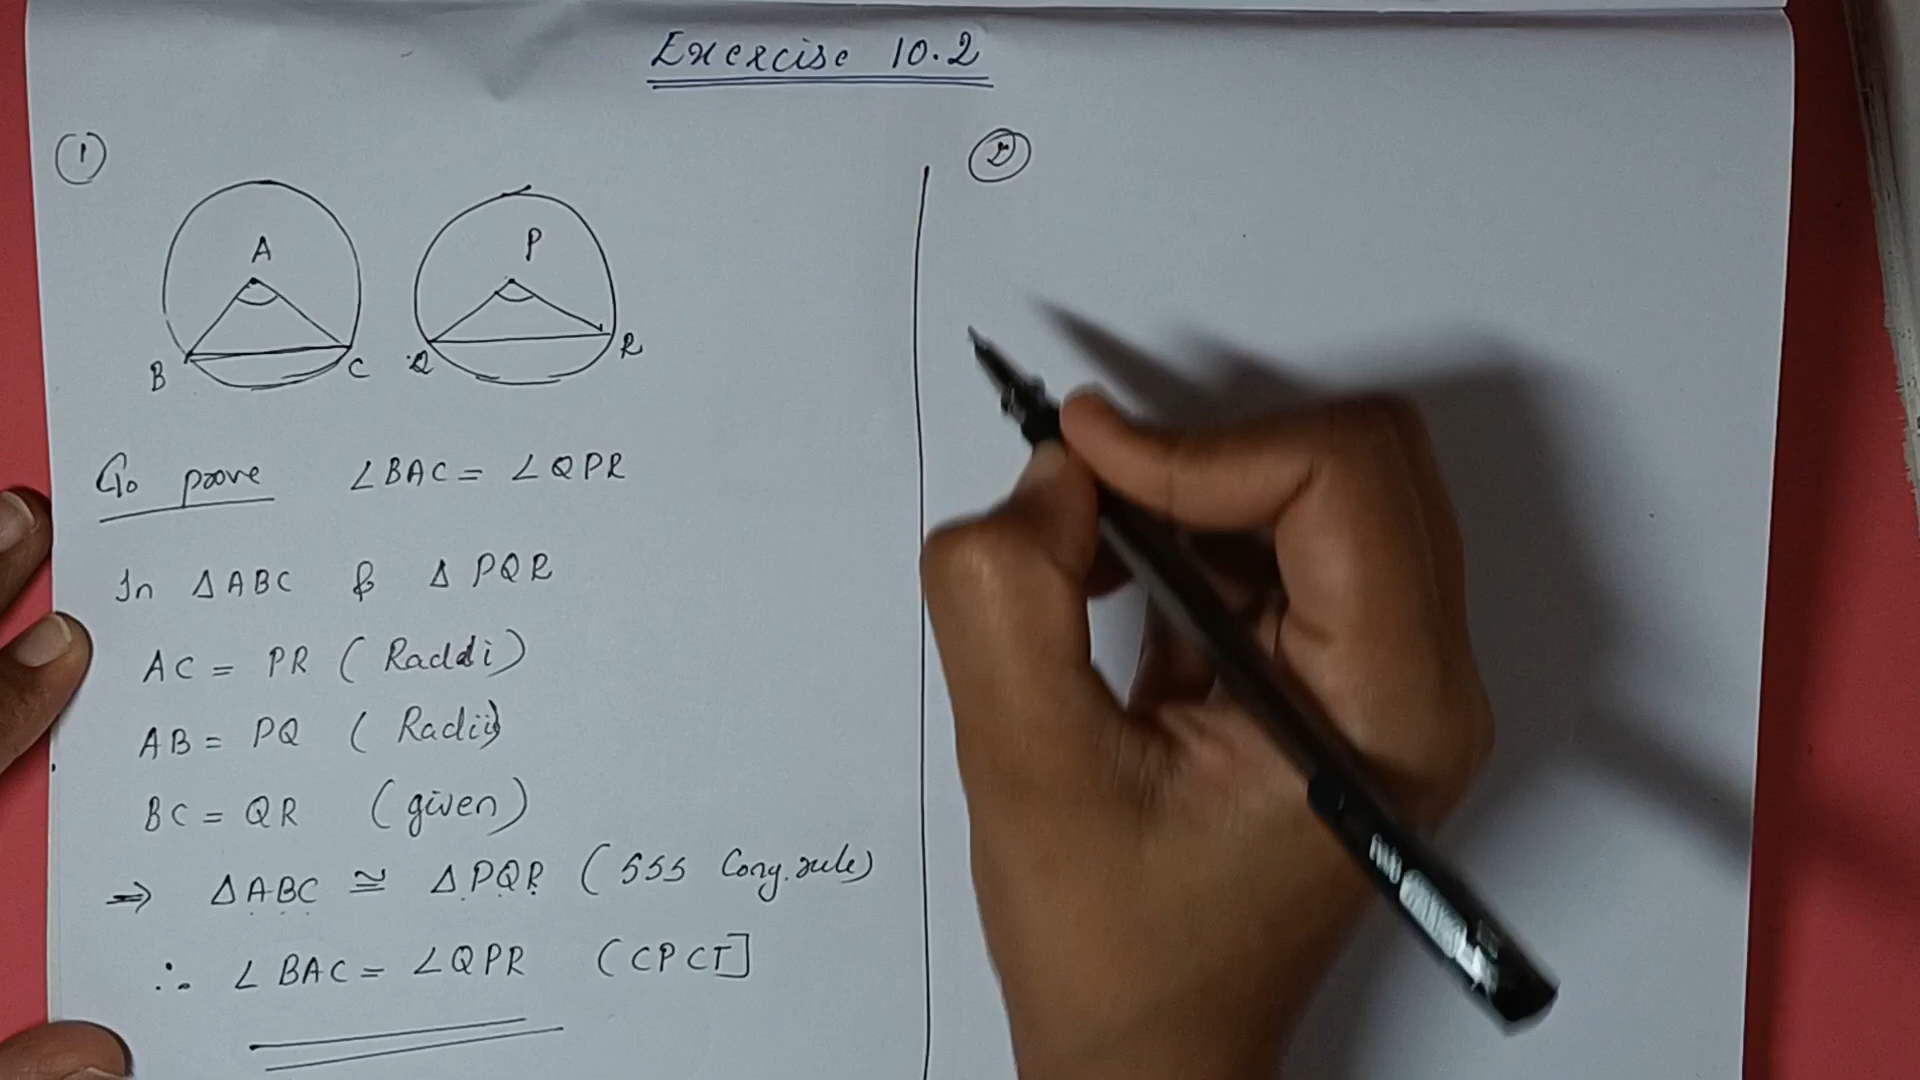 Exercise 10.2
1
A
B
C
P
Q
R
To prove ∠BAC = ∠QPR
In ΔABC & ΔPQR
AC = PR (Raddi)
AB = PQ (Radii)
BC = QR (given)
⇒ ΔABC ≅ ΔPQR (SSS Cong. rule)
∴ ∠BAC = ∠QPR (CPCT]
2